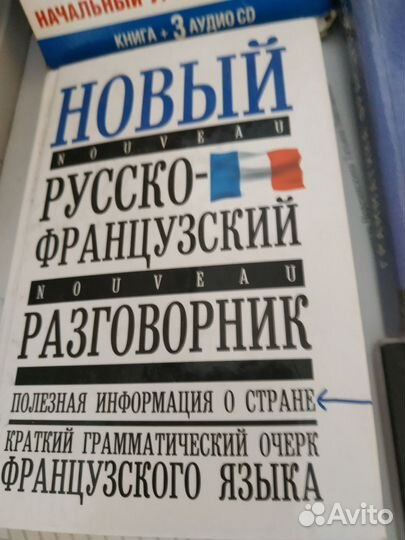 НАЧАЛЬНЫЙ
КНИГА + 3 АУДИО CD
НОВЫЙ
NOUVEAU
РУССКО-
ФРАНЦУЗСКИЙ
NOUVEAU
РАЗГОВОРНИК
ПОЛЕЗНАЯ ИНФОРМАЦИЯ О СТРАНЕ
КРАТКИЙ ГРАММАТИЧЕСКИЙ ОЧЕРК
ФРАНЦУЗСКОГО ЯЗЫКА
Avito